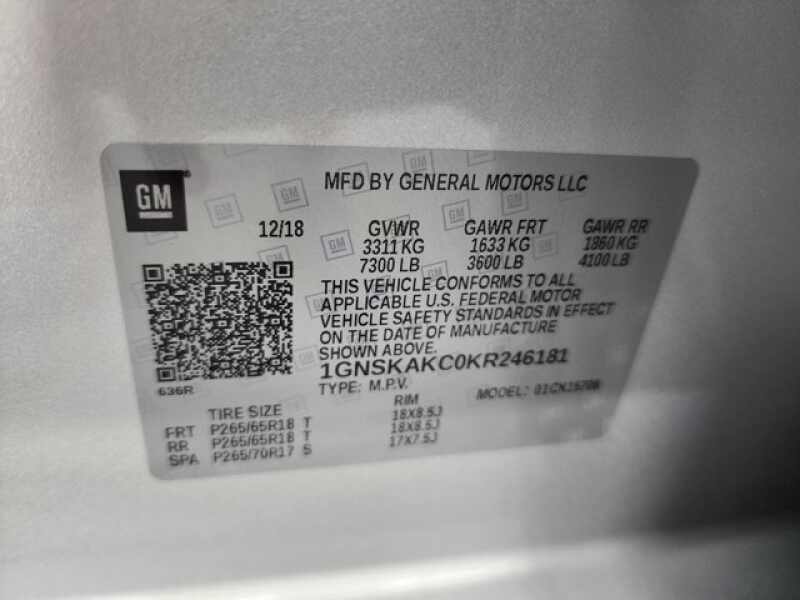 GM
MFD BY GENERAL MOTORS LLC
12/18 GVWR GAWR FRT GAWR RR
3311 KG 1633 KG 1860 KG
7300 LB 3600 LB 4100 LB
THIS VEHICLE CONFORMS TO ALL
APPLICABLE U.S. FEDERAL MOTOR
VEHICLE SAFETY STANDARDS IN EFFECT
ON THE DATE OF MANUFACTURE
SHOWN ABOVE.
1GNSKAKC0KR246181
636R
TYPE: M.P.V. MODEL:
TIRE SIZE RIM
FRT P265/65R18 T 18X8.5J
RR P265/65R18 T 18X8.5J
SPA P265/70R17 S 17X7.5J